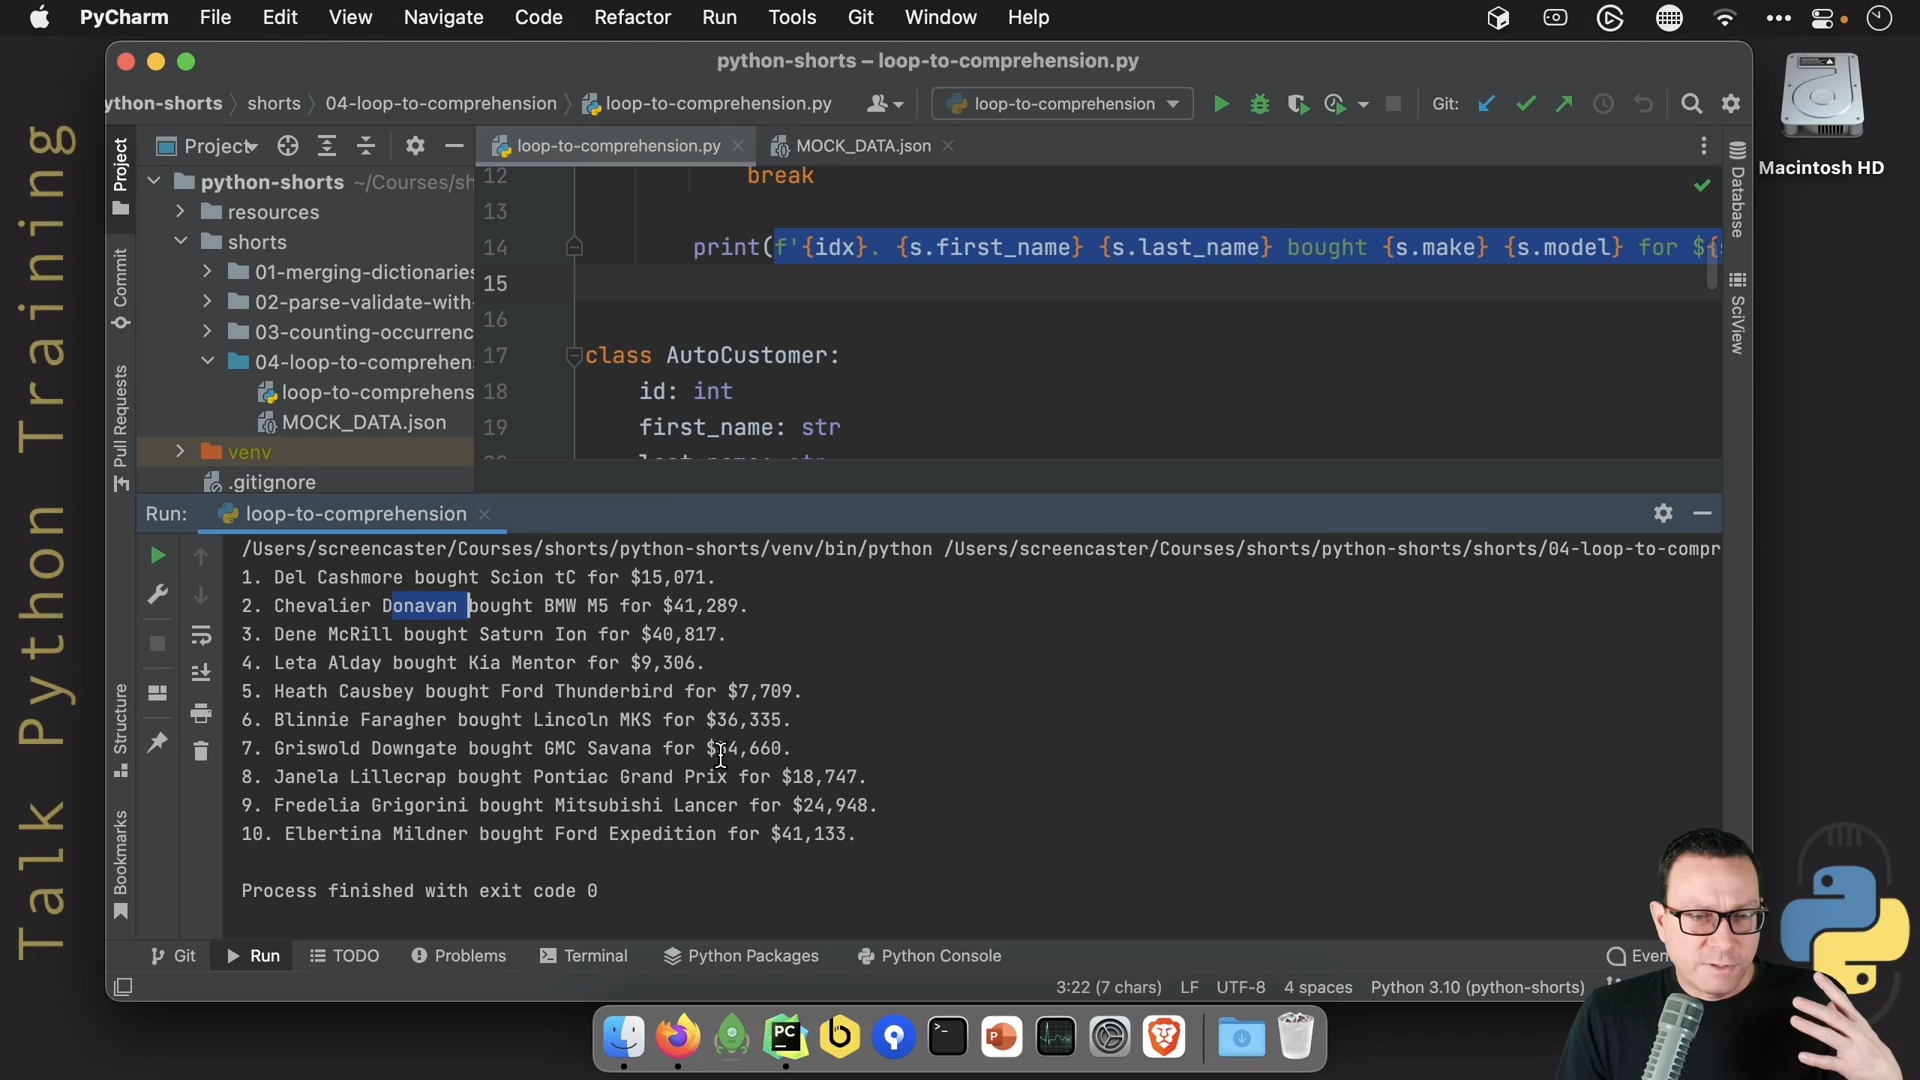 PyCharm File Edit View Navigate Code Refactor Run Tools Git Window Help
python-shorts – loop-to-comprehension.py
ython-shorts shorts 04-loop-to-comprehension loop-to-comprehension.py loop-to-comprehension Git:
Macintosh HD
Talk Python Training
Project
Commit
Pull Requests
Structure
Bookmarks
Project
python-shorts ~/Courses/sh
resources
shorts
01-merging-dictionaries
02-parse-validate-with-
03-counting-occurrenc
04-loop-to-comprehen
loop-to-comprehens
MOCK_DATA.json
venv
.gitignore
loop-to-comprehension.py MOCK_DATA.json
12 break
13
14 print(f'{idx}. {s.first_name} {s.last_name} bought {s.make} {s.model} for ${
15
16
17 class AutoCustomer:
18 id: int
19 first_name: str
Database
SciView
Run: loop-to-comprehension
/Users/screencaster/Courses/shorts/python-shorts/venv/bin/python /Users/screencaster/Courses/shorts/python-shorts/shorts/04-loop-to-compr
1. Del Cashmore bought Scion tC for $15,071.
2. Chevalier Donavan bought BMW M5 for $41,289.
3. Dene McRill bought Saturn Ion for $40,817.
4. Leta Alday bought Kia Mentor for $9,306.
5. Heath Causbey bought Ford Thunderbird for $7,709.
6. Blinnie Faragher bought Lincoln MKS for $36,335.
7. Griswold Downgate bought GMC Savana for
8. Janela Lillecrap bought Pontiac Grand Prix for $18,747.
9. Fredelia Grigorini bought Mitsubishi Lancer for $24,948.
10. Elbertina Mildner bought Ford Expedition for $41,133.
Process finished with exit code 0
Git Run TODO Problems Terminal Python Packages Python Console Even
3:22 (7 chars) LF UTF-8 4 spaces Python 3.10 (python-shorts)
PC